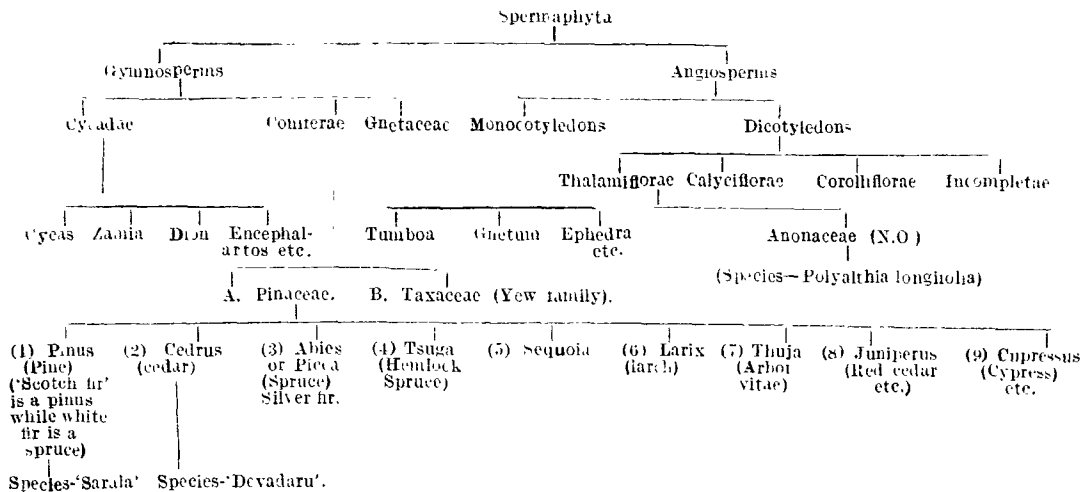 Spermaphyta
Gymnosperms Angiosperms
Cycadae Coniferae Gnetaceae Monocotyledons Dicotyledons
Thalamiflorae Calyciflorae Corolliflorae Incompletae
Cycas Zamia Dion Encephal- Tumboa Gnetum Ephedra Anonaceae (N.O)
artos etc. etc.
(Species—Polyalthia longifolia)
A. Pinaceae. B. Taxaceae (Yew family).
(1) Pinus (2) Cedrus (3) Abies (4) Tsuga (5) Sequoia (6) Larix (7) Thuja (8) Juniperus (9) Cupressus
(Pine) (cedar) or Picea (Hemlock (larch) (Arbor (Red cedar (Cypress)
('Scotch fir' (Spruce) Spruce) vitae) etc.) etc.
is a pinus Silver fir.
while white
fir is a
spruce)
Species-'Sarala' Species-'Devadaru'.